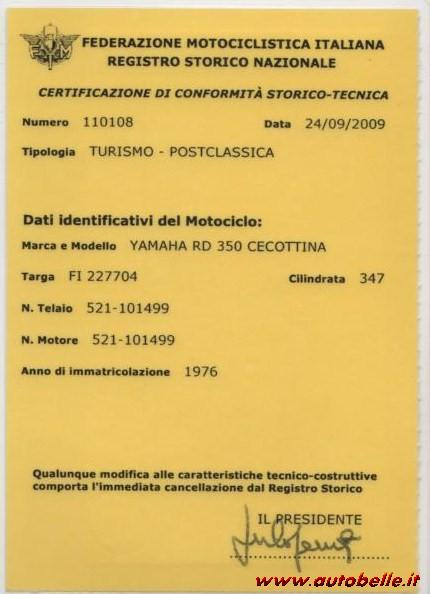 FEDERAZIONE MOTOCICLISTICA ITALIANA
REGISTRO STORICO NAZIONALE
CERTIFICAZIONE DI CONFORMITÀ STORICO-TECNICA
Numero 110108 Data 24/09/2009
Tipologia TURISMO - POSTCLASSICA
Dati identificativi del Motociclo:
Marca e Modello YAMAHA RD 350 CECOTTINA
Targa FI 227704 Cilindrata 347
N. Telaio 521-101499
N. Motore 521-101499
Anno di immatricolazione 1976
Qualunque modifica alle caratteristiche tecnico-costruttive
comporta l'immediata cancellazione dal Registro Storico
IL PRESIDENTE
www.autobelle.it